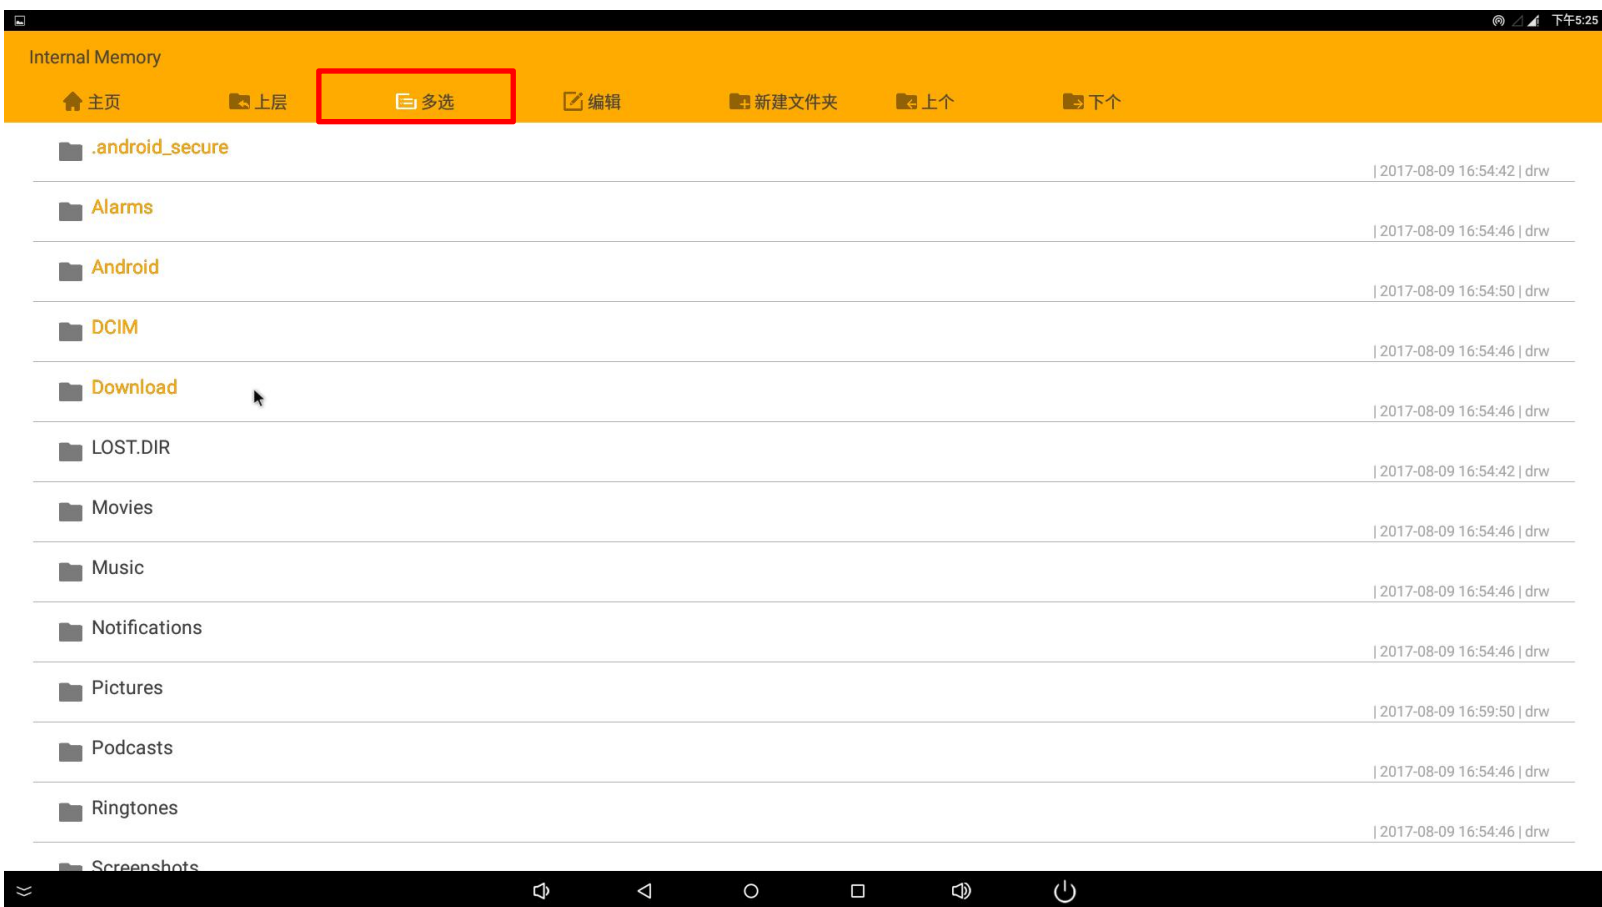 下午5:25
Internal Memory
主页 上层 多选 编辑 新建文件夹 上个 下个
.android_secure
| 2017-08-09 16:54:42 | drw
Alarms
| 2017-08-09 16:54:46 | drw
Android
| 2017-08-09 16:54:50 | drw
DCIM
| 2017-08-09 16:54:46 | drw
Download
| 2017-08-09 16:54:46 | drw
LOST.DIR
| 2017-08-09 16:54:42 | drw
Movies
| 2017-08-09 16:54:46 | drw
Music
| 2017-08-09 16:54:46 | drw
Notifications
| 2017-08-09 16:54:46 | drw
Pictures
| 2017-08-09 16:59:50 | drw
Podcasts
| 2017-08-09 16:54:46 | drw
Ringtones
| 2017-08-09 16:54:46 | drw
Screenshots